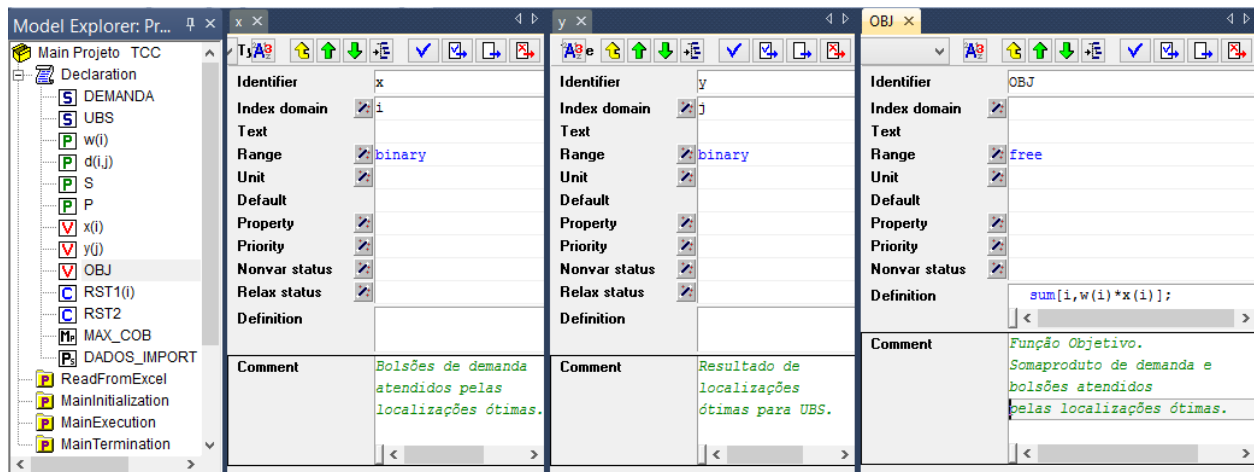 Model Explorer: Pr...
Main Projeto TCC
Declaration
S DEMANDA
S UBS
P w(i)
P d(i,j)
P S
P P
V x(i)
V y(j)
V OBJ
C RST1(i)
C RST2
MP MAX_COB
Ps DADOS_IMPORT
P ReadFromExcel
P MainInitialization
P MainExecution
P MainTermination
x
Identifier x
Index domain i
Text
Range binary
Unit
Default
Property
Priority
Nonvar status
Relax status
Definition
Comment Bolsões de demanda
atendidos pelas
localizações ótimas.
y
Identifier y
Index domain j
Text
Range binary
Unit
Default
Property
Priority
Nonvar status
Relax status
Definition
Comment Resultado de
localizações
ótimas para UBS.
OBJ
Identifier OBJ
Index domain
Text
Range free
Unit
Default
Property
Priority
Nonvar status
Definition sum[i,w(i)*x(i)];
Comment Função Objetivo.
Somaproduto de demanda e
bolsões atendidos
pelas localizações ótimas.